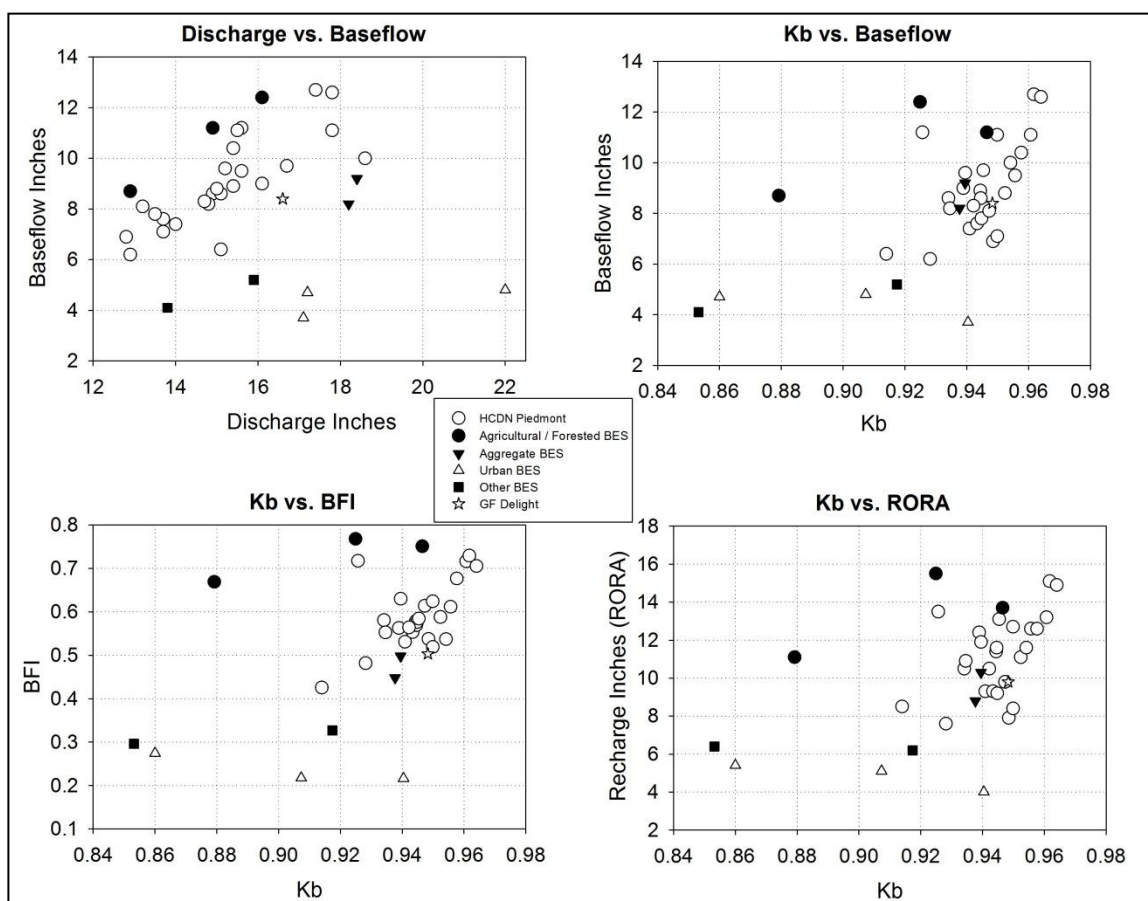 Discharge vs. Baseflow
Baseflow Inches
14
12
10
8
6
4
2
12 14 16 18 20 22
Discharge Inches
Kb vs. Baseflow
Baseflow Inches
14
12
10
8
6
4
2
0.84 0.86 0.88 0.90 0.92 0.94 0.96 0.98
Kb
HCDN Piedmont
Agricultural / Forested BES
Aggregate BES
Urban BES
Other BES
GF Delight
Kb vs. BFI
BFI
0.8
0.7
0.6
0.5
0.4
0.3
0.2
0.1
0.84 0.86 0.88 0.90 0.92 0.94 0.96 0.98
Kb
Kb vs. RORA
Recharge Inches (RORA)
18
16
14
12
10
8
6
4
2
0.84 0.86 0.88 0.90 0.92 0.94 0.96 0.98
Kb